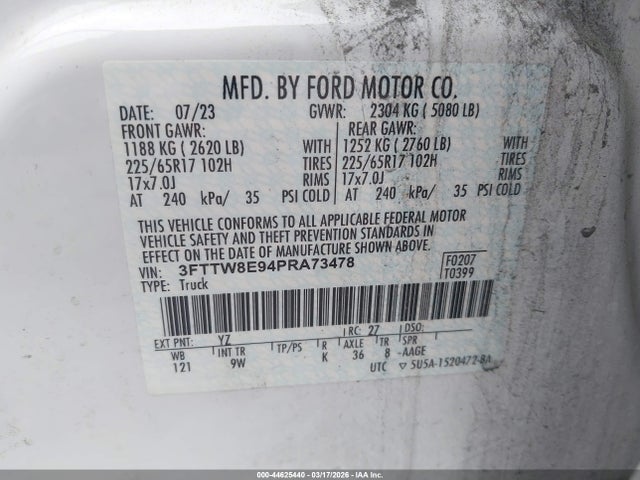 MFD. BY FORD MOTOR CO.
DATE: 07/23 GVWR: 2304 KG ( 5080 LB)
FRONT GAWR: REAR GAWR:
1188 KG ( 2620 LB) WITH 1252 KG ( 2760 LB) WITH
225/65R17 102H TIRES 225/65R17 102H TIRES
17x7.0J RIMS 17x7.0J RIMS
AT 240 kPa/ 35 PSI COLD AT 240 kPa/ 35 PSI COLD
THIS VEHICLE CONFORMS TO ALL APPLICABLE FEDERAL MOTOR
VEHICLE SAFETY AND THEFT PREVENTION STANDARDS IN
EFFECT ON THE DATE OF MANUFACTURE SHOWN ABOVE.
VIN: 3FTTW8E94PRA73478 F0207
TYPE: Truck T0399
EXT PNT: YZ RC: 27 DSO:
WB INT TR TP/PS R AXLE TR SPR
121 9W K 36 8 -AAGE
UTC ▽ 5U5A-1520472-BA
000-44625440 - 03/17/2026 - IAAC